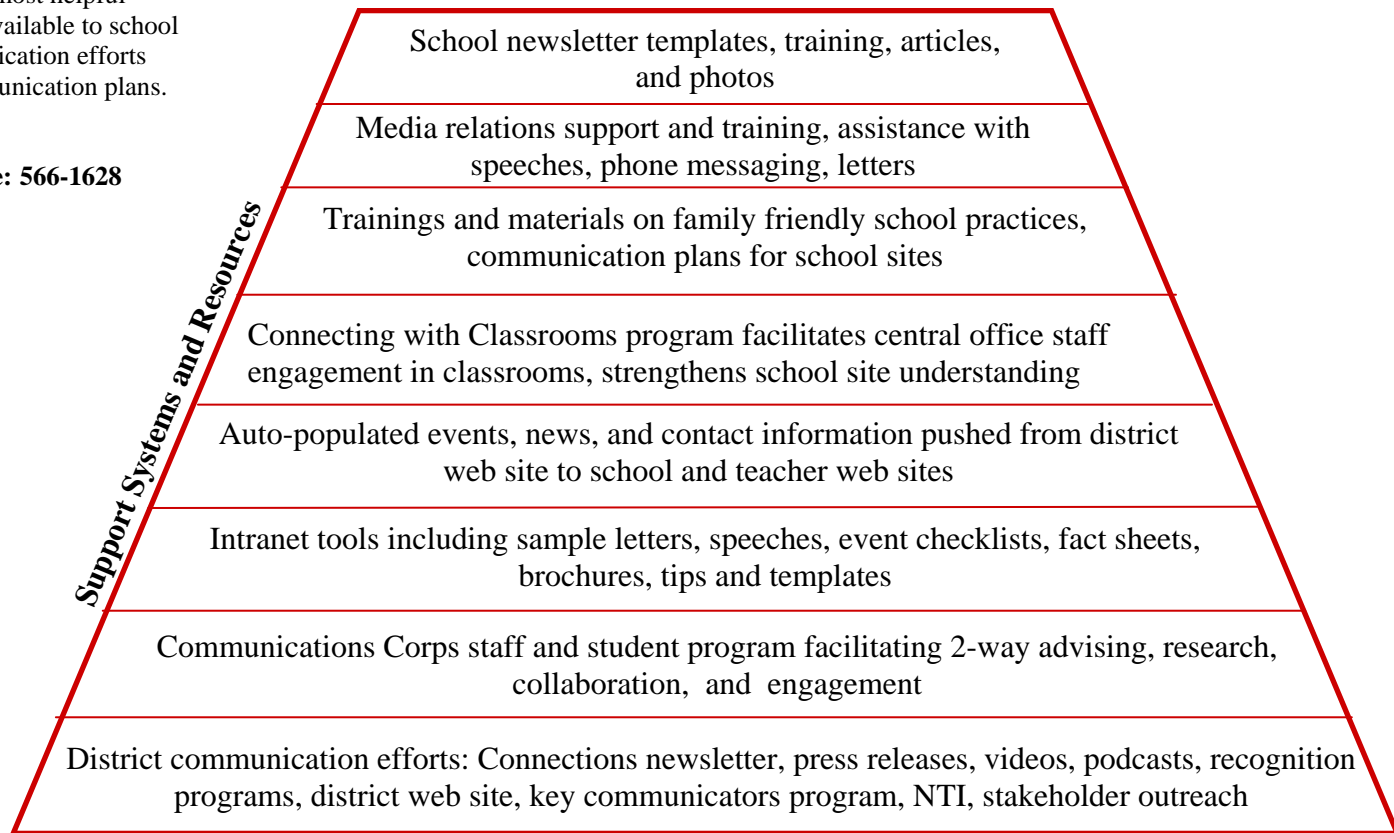 most helpful
available to school
ication efforts
unication plans.
e: 566-1628
Support Systems and Resources
School newsletter templates, training, articles,
and photos
Media relations support and training, assistance with
speeches, phone messaging, letters
Trainings and materials on family friendly school practices,
communication plans for school sites
Connecting with Classrooms program facilitates central office staff
engagement in classrooms, strengthens school site understanding
Auto-populated events, news, and contact information pushed from district
web site to school and teacher web sites
Intranet tools including sample letters, speeches, event checklists, fact sheets,
brochures, tips and templates
Communications Corps staff and student program facilitating 2-way advising, research,
collaboration, and engagement
District communication efforts: Connections newsletter, press releases, videos, podcasts, recognition
programs, district web site, key communicators program, NTI, stakeholder outreach